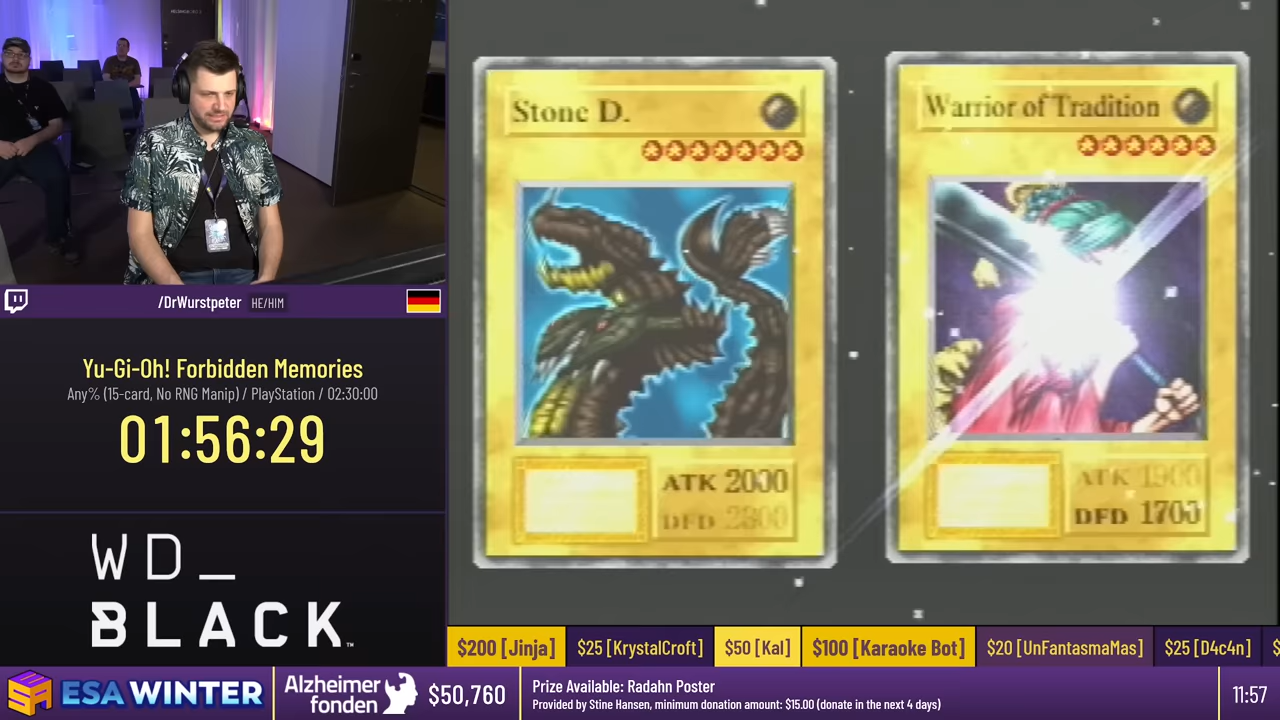 Stone D.
ATK 2000
DFD 2300
Warrior of Tradition
ATK 1900
DFD 1700
/DrWurstpeter HE/HIM
Yu-Gi-Oh! Forbidden Memories
Any% (15-card, No RNG Manip) / PlayStation / 02:30:00
01:56:29
WD_
BLACK™
$200 [Jinja] $25 [KrystalCroft] $50 [Kal] $100 [Karaoke Bot] $20 [UnFantasmaMas] $25 [D4c4n] $
ESA WINTER
Alzheimer
fonden
$50,760
Prize Available: Radahn Poster
Provided by Stine Hansen, minimum donation amount: $15.00 (donate in the next 4 days)
11:57